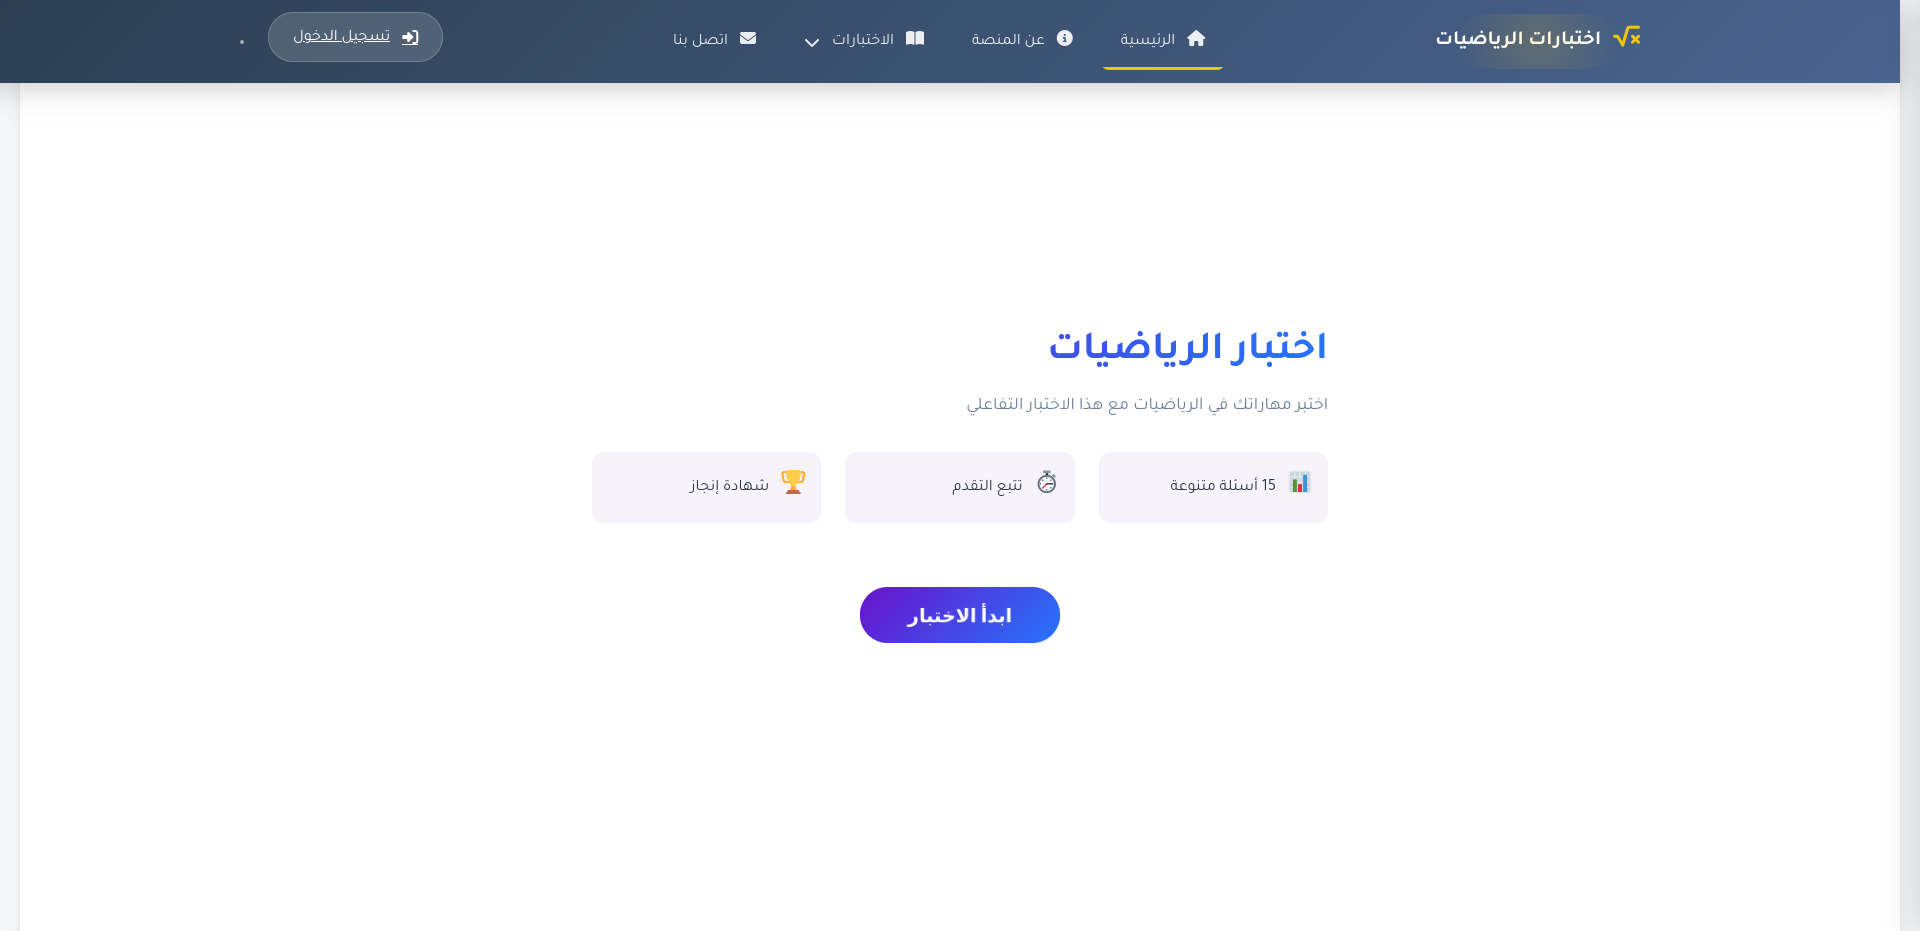 اختبارات الرياضيات
الرئيسية
عن المنصة
الاختبارات
اتصل بنا
تسجيل الدخول
اختبار الرياضيات
اختبر مهاراتك في الرياضيات مع هذا الاختبار التفاعلي
15 أسئلة متنوعة
تتبع التقدم
شهادة إنجاز
ابدأ الاختبار